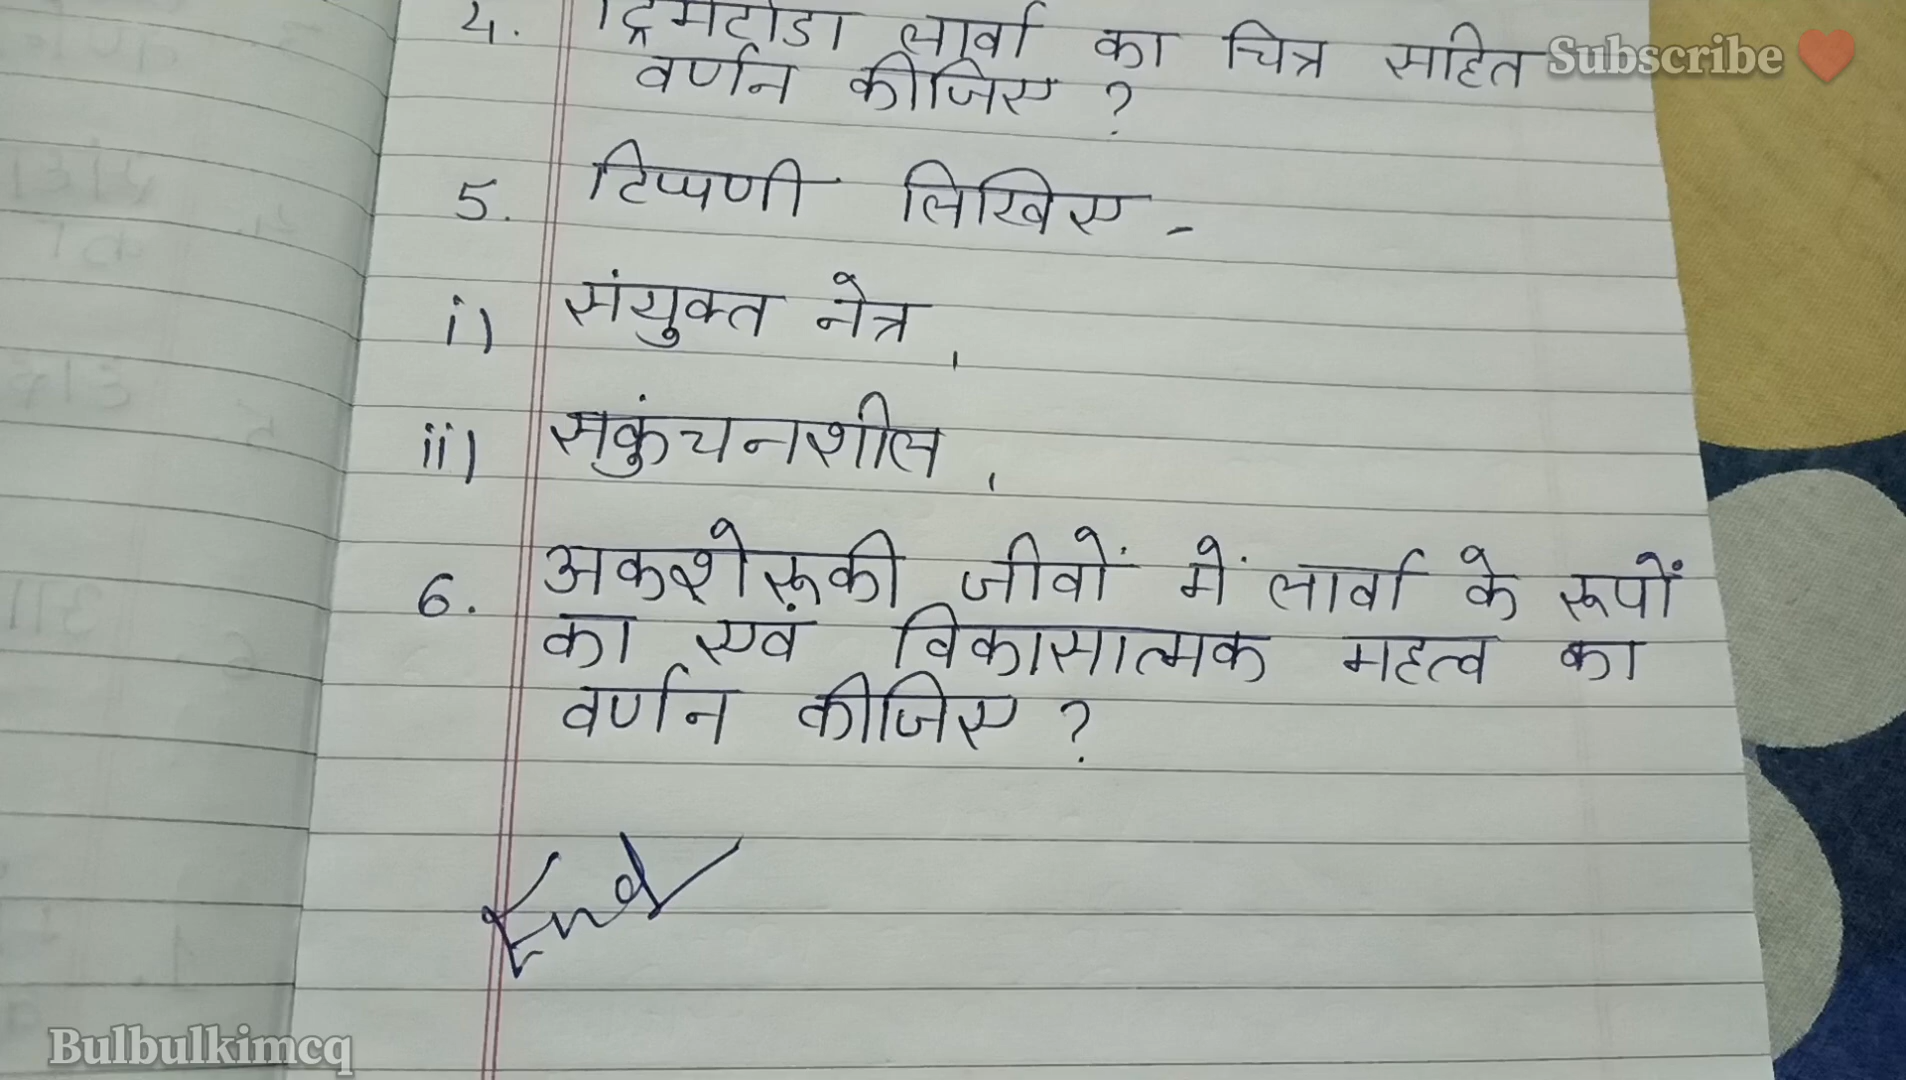 4. ट्रिमेटोडा लार्वा का चित्र सहित
वर्णन कीजिए ?
5. टिप्पणी लिखिए -
i) संयुक्त नेत्र,
ii) सकुंचनशील,
6. अकशेरूकी जीवों में लार्वा के रूपों
का एवं विकासात्मक महत्व का
वर्णन कीजिए ?
End
Subscribe
Bulbulkimcq